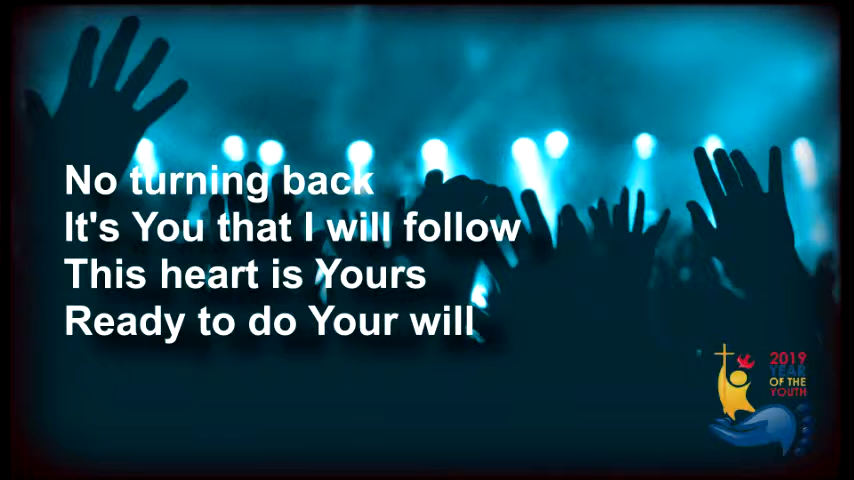 No turning back
It's You that I will follow
This heart is Yours
Ready to do Your will
2019
YEAR
OF THE
YOUTH